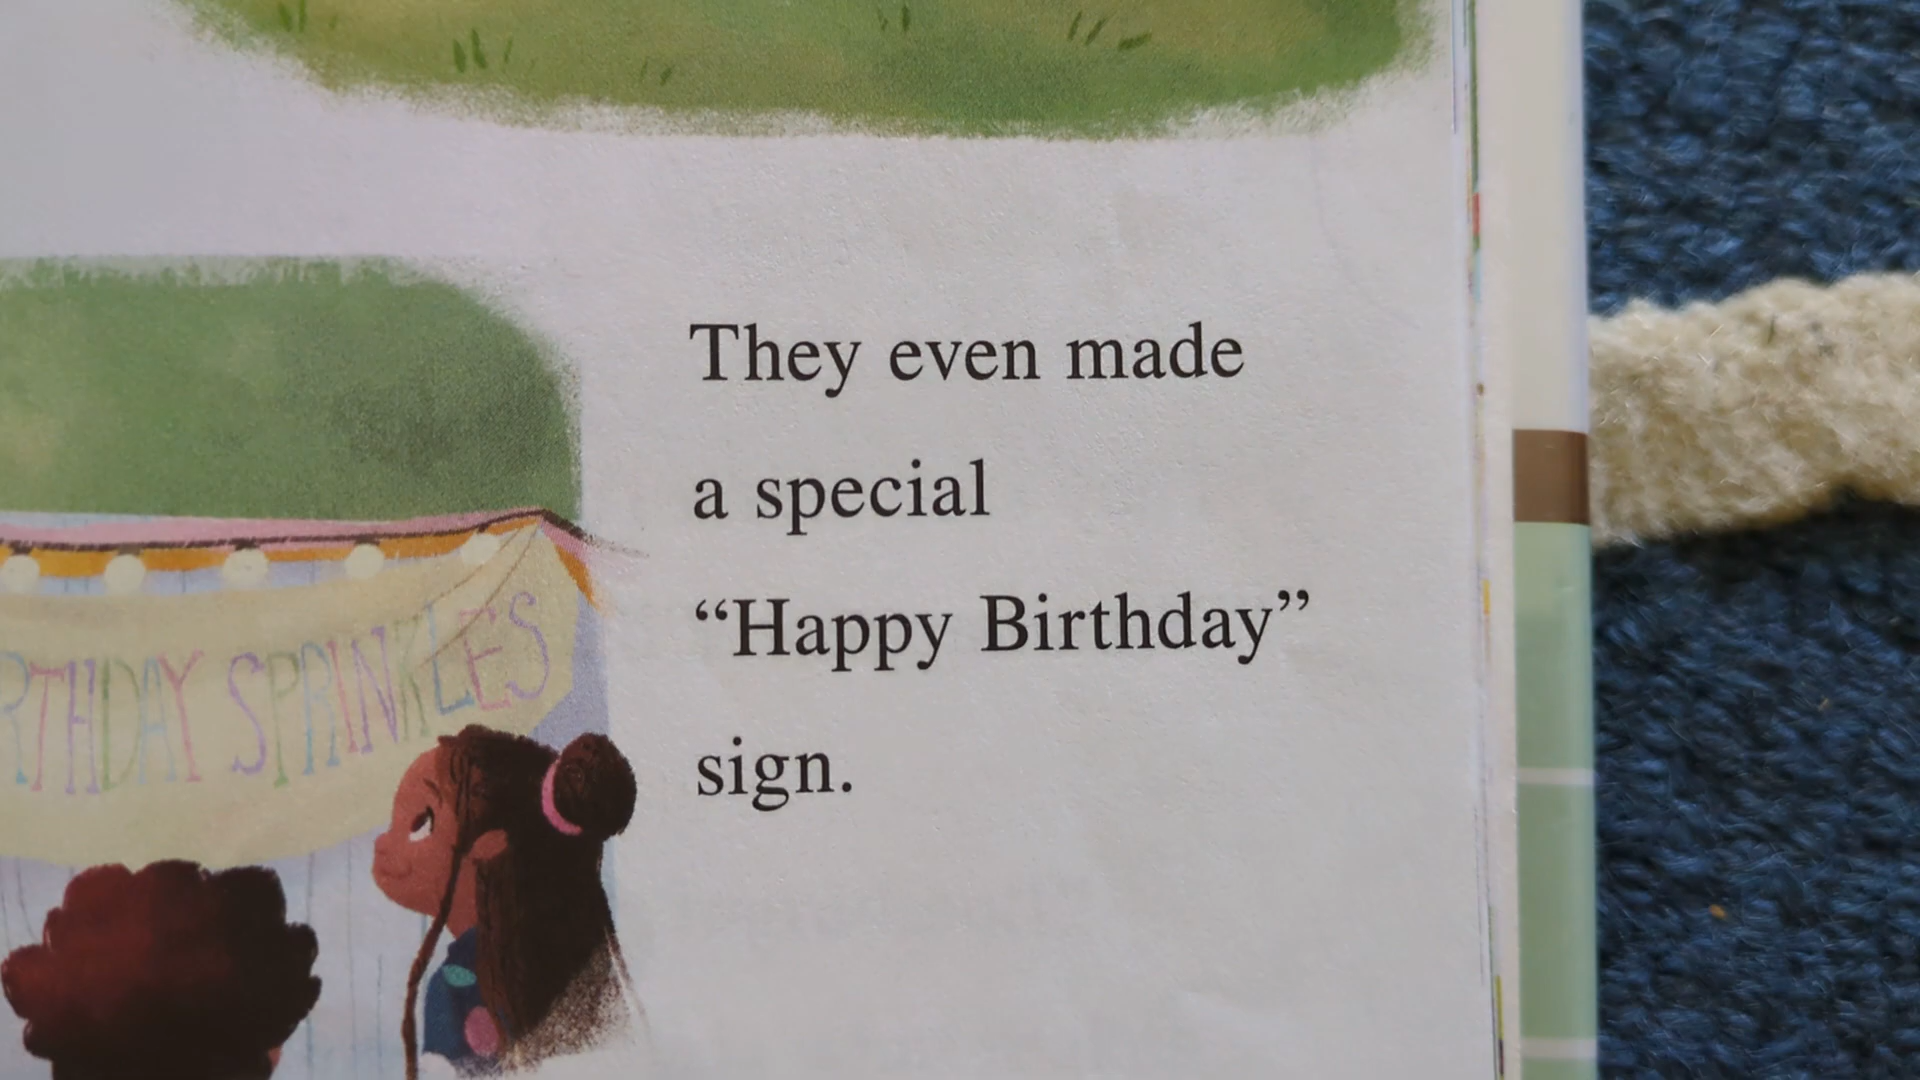 They even made
a special
“Happy Birthday”
sign.
RTHDAY SPRINKLES